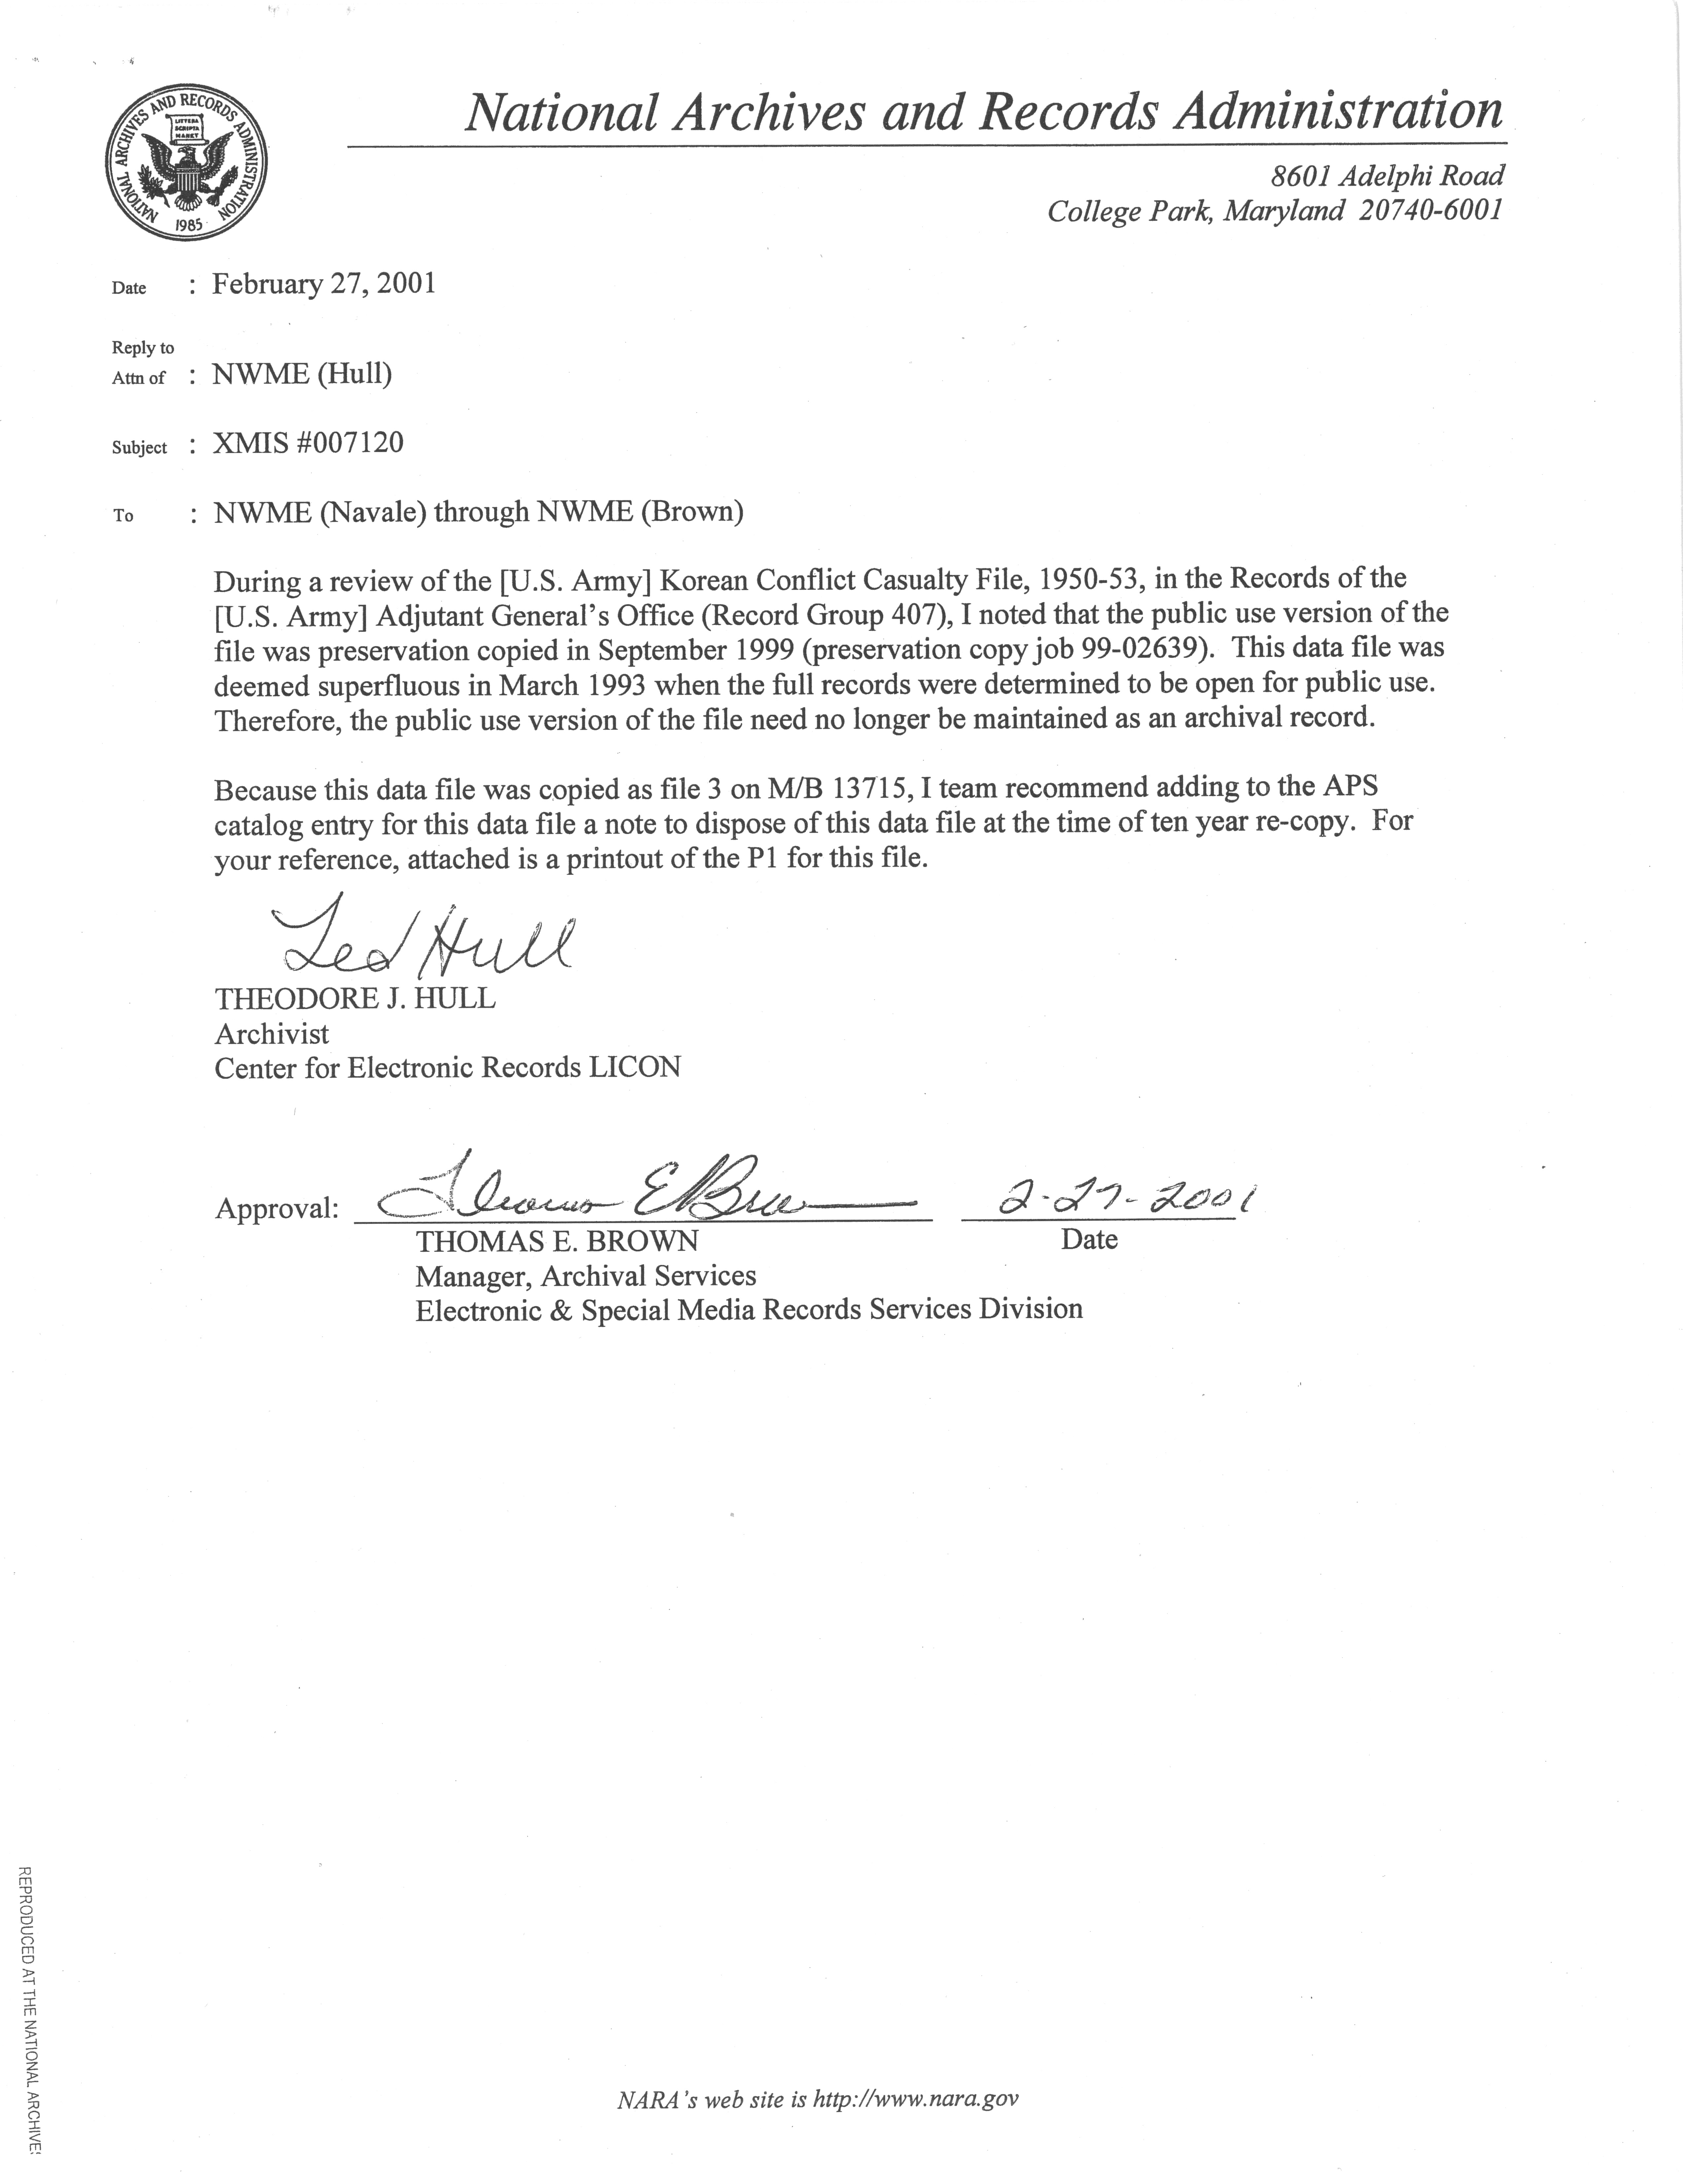 NATIONAL ARCHIVES AND RECORDS ADMINISTRATION
LITTERA
SCRIPTA
MANET
1985
National Archives and Records Administration
8601 Adelphi Road
College Park, Maryland 20740-6001
Date : February 27, 2001
Reply to
Attn of : NWME (Hull)
Subject : XMIS #007120
To : NWME (Navale) through NWME (Brown)
During a review of the [U.S. Army] Korean Conflict Casualty File, 1950-53, in the Records of the
[U.S. Army] Adjutant General's Office (Record Group 407), I noted that the public use version of the
file was preservation copied in September 1999 (preservation copy job 99-02639). This data file was
deemed superfluous in March 1993 when the full records were determined to be open for public use.
Therefore, the public use version of the file need no longer be maintained as an archival record.
Because this data file was copied as file 3 on M/B 13715, I team recommend adding to the APS
catalog entry for this data file a note to dispose of this data file at the time of ten year re-copy. For
your reference, attached is a printout of the P1 for this file.
Ted Hull
THEODORE J. HULL
Archivist
Center for Electronic Records LICON
Approval: Thomas E Brown 2-27-2001
THOMAS E. BROWN Date
Manager, Archival Services
Electronic & Special Media Records Services Division
REPRODUCED AT THE NATIONAL ARCHIVES
NARA's web site is http://www.nara.gov